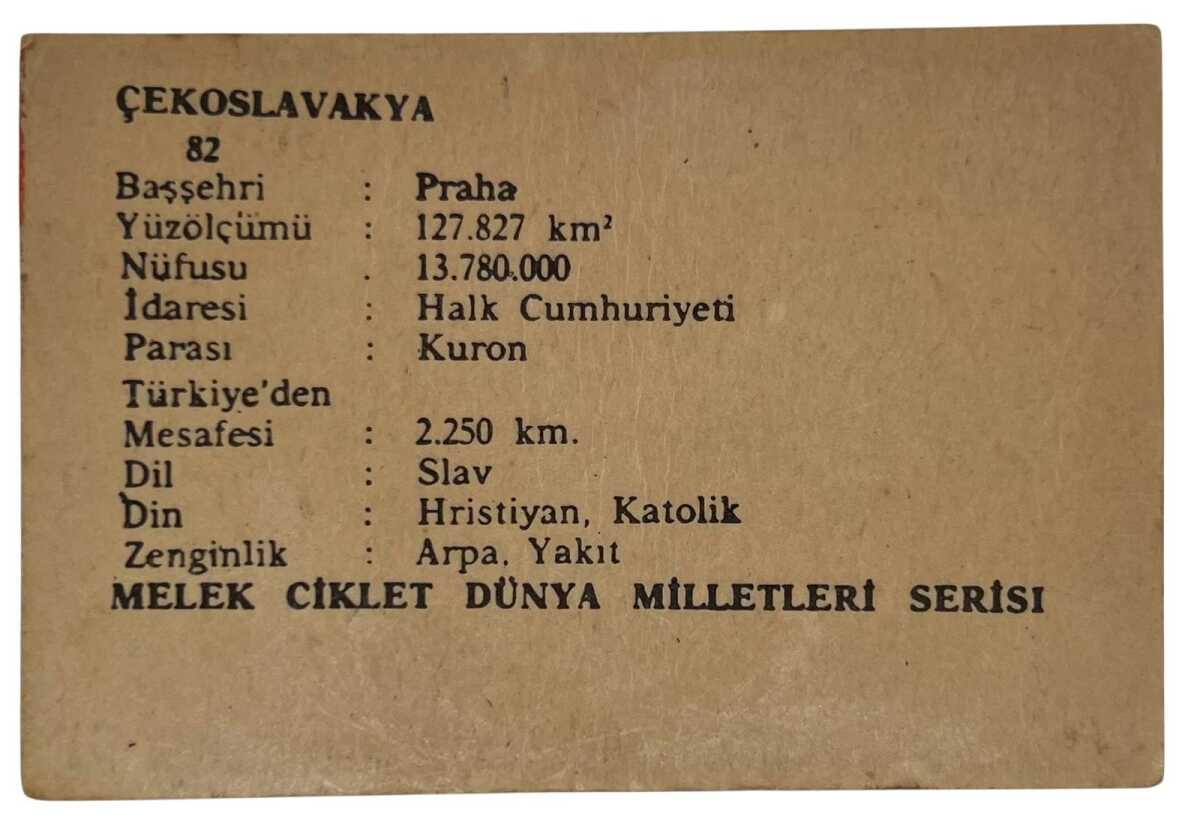 ÇEKOSLAVAKYA
82
Başşehri : Praha
Yüzölçümü : 127.827 km²
Nüfusu . 13.780.000
İdaresi : Halk Cumhuriyeti
Parası : Kuron
Türkiye'den
Mesafesi : 2.250 km.
Dil : Slav
Din : Hristiyan, Katolik
Zenginlik : Arpa, Yakıt
MELEK CİKLET DÜNYA MİLLETLERİ SERİSI